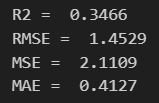 R2 =  0.3466
RMSE =  1.4529
MSE =  2.1109
MAE =  0.4127